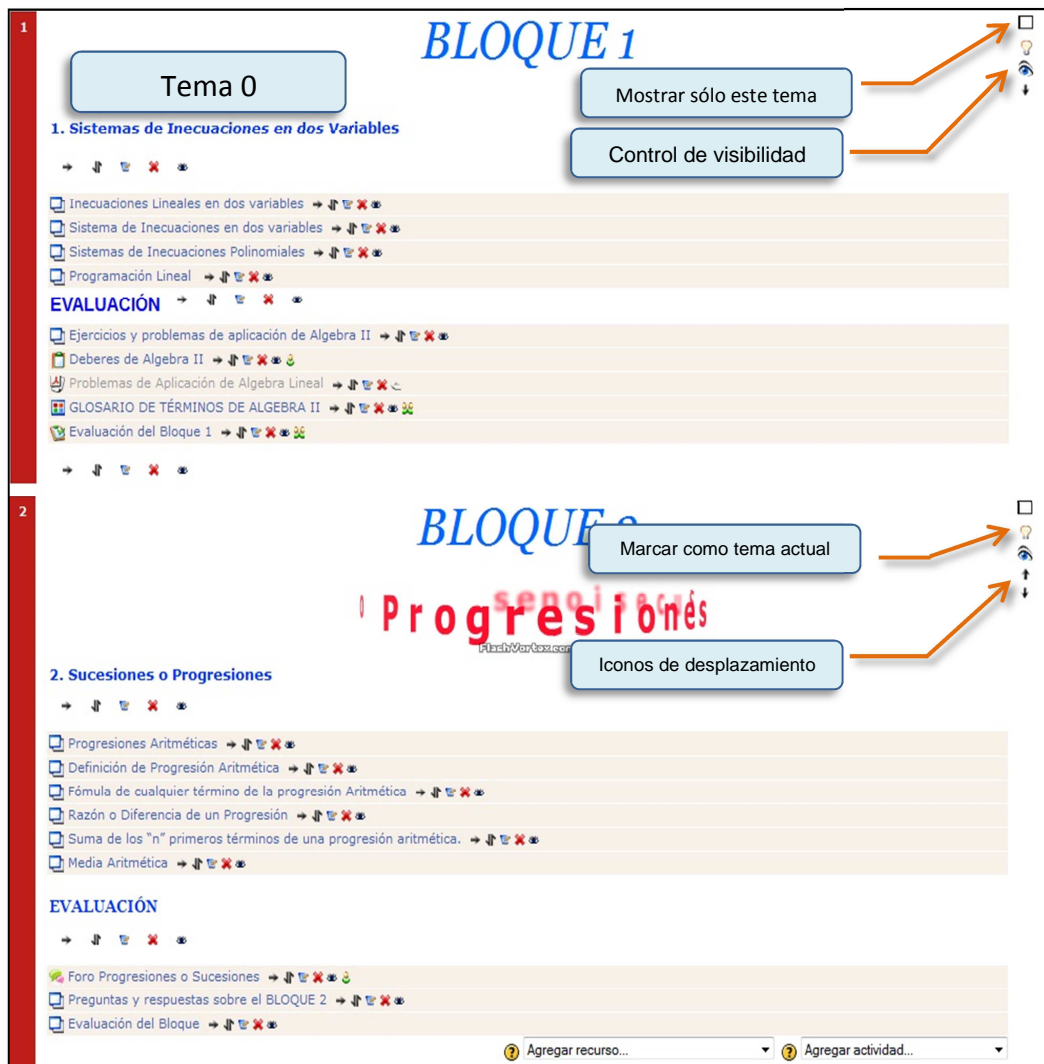 1
BLOQUE 1
Tema 0
Mostrar sólo este tema
1. Sistemas de Inecuaciones en dos Variables
Control de visibilidad
Inecuaciones Lineales en dos variables
Sistema de Inecuaciones en dos variables
Sistemas de Inecuaciones Polinomiales
Programación Lineal
EVALUACIÓN
Ejercicios y problemas de aplicación de Algebra II
Deberes de Algebra II
Problemas de Aplicación de Algebra Lineal
GLOSARIO DE TÉRMINOS DE ALGEBRA II
Evaluación del Bloque 1
2
BLOQUE
Marcar como tema actual
Progresiones
Iconos de desplazamiento
2. Sucesiones o Progresiones
Progresiones Aritméticas
Definición de Progresión Aritmética
Fómula de cualquier término de la progresión Aritmética
Razón o Diferencia de un Progresión
Suma de los "n" primeros términos de una progresión aritmética.
Media Aritmética
EVALUACIÓN
Foro Progresiones o Sucesiones
Preguntas y respuestas sobre el BLOQUE 2
Evaluación del Bloque
Agregar recurso... Agregar actividad...